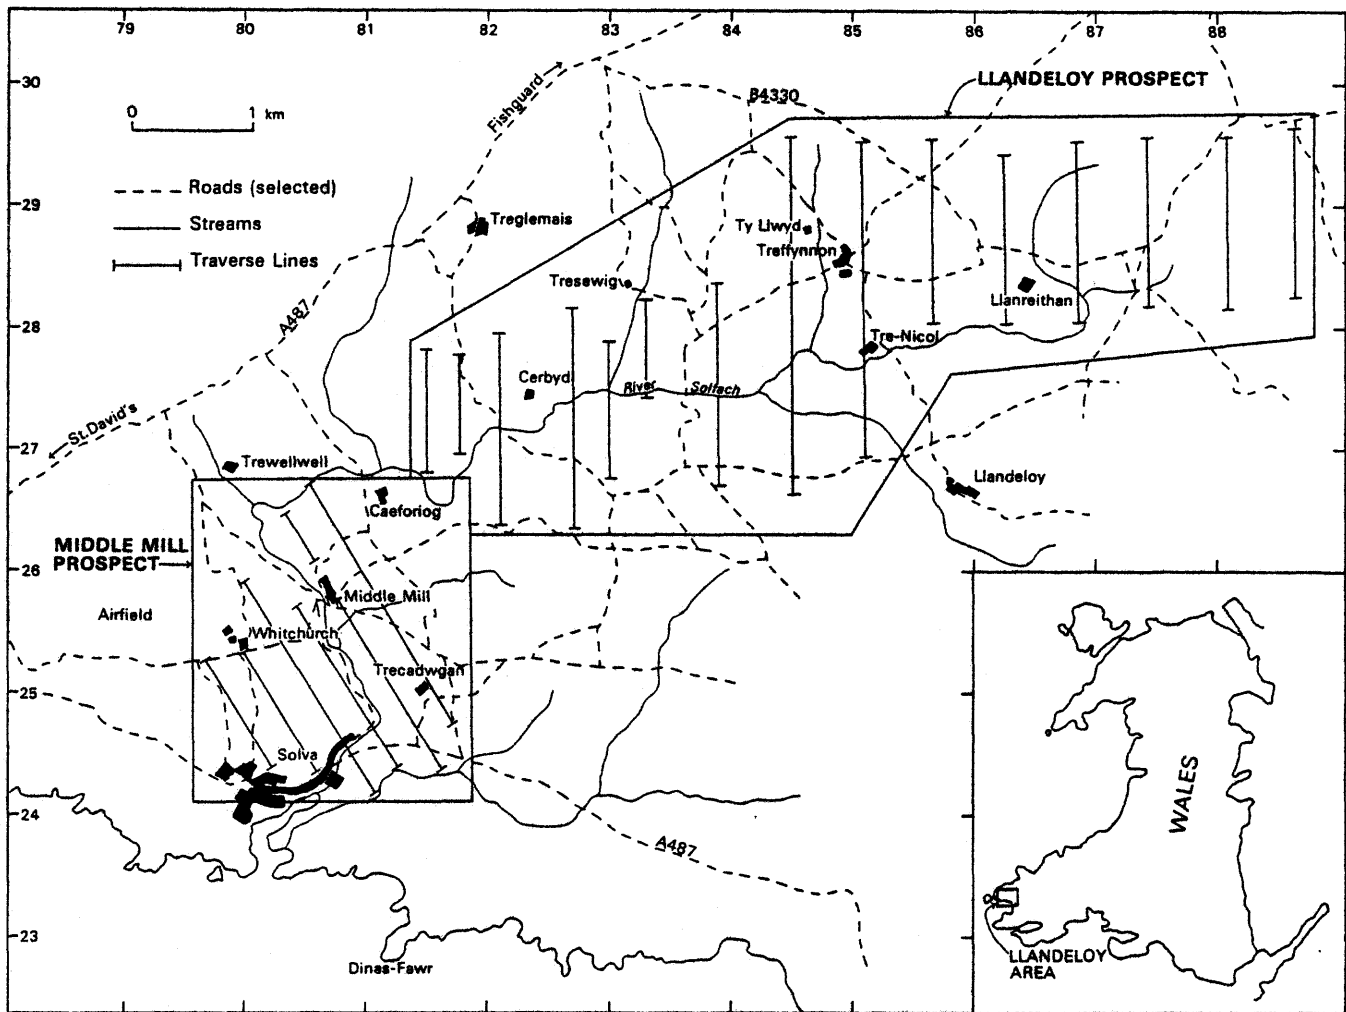 79 80 81 82 83 84 85 86 87 88
30
29
28
27
26
25
24
23
0 1 km
Roads (selected)
Streams
Traverse Lines
LLANDELOY PROSPECT
B4330
Fishguard
Treglemais
Ty Llwyd
Treffynnon
Tresewig
Llanreithan
A487
Tre-Nicol
Cerbyd
River Solfach
St.David's
Trewellwell
Llandeloy
Caeforiog
MIDDLE MILL
PROSPECT
Middle Mill
Airfield
Whitchurch
Trecadwgan
Solva
A487
Dinas-Fawr
WALES
LLANDELOY
AREA